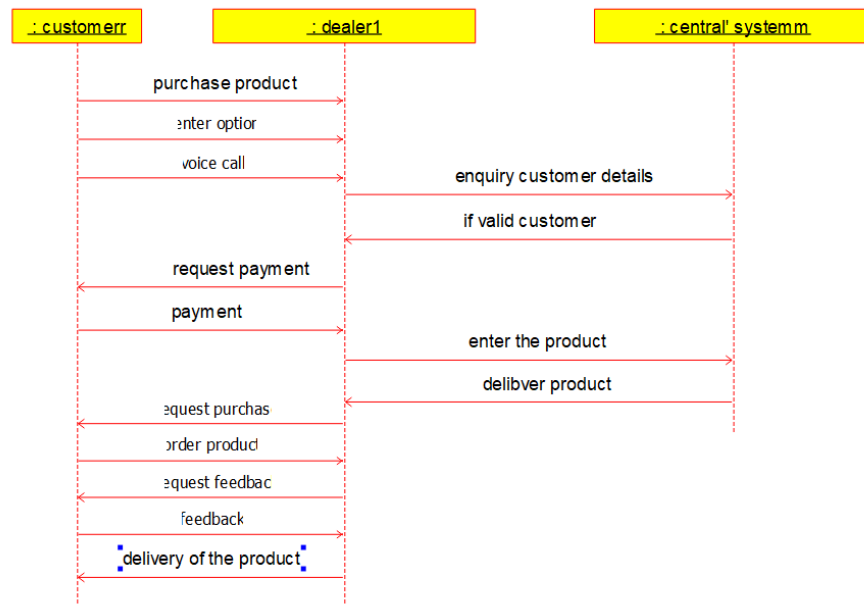 : customerr
: dealer1
: central' systemm
purchase product
enter option
voice call
enquiry customer details
if valid customer
request payment
payment
enter the product
delibver product
equest purchas
order product
equest feedbac
feedback
delivery of the product